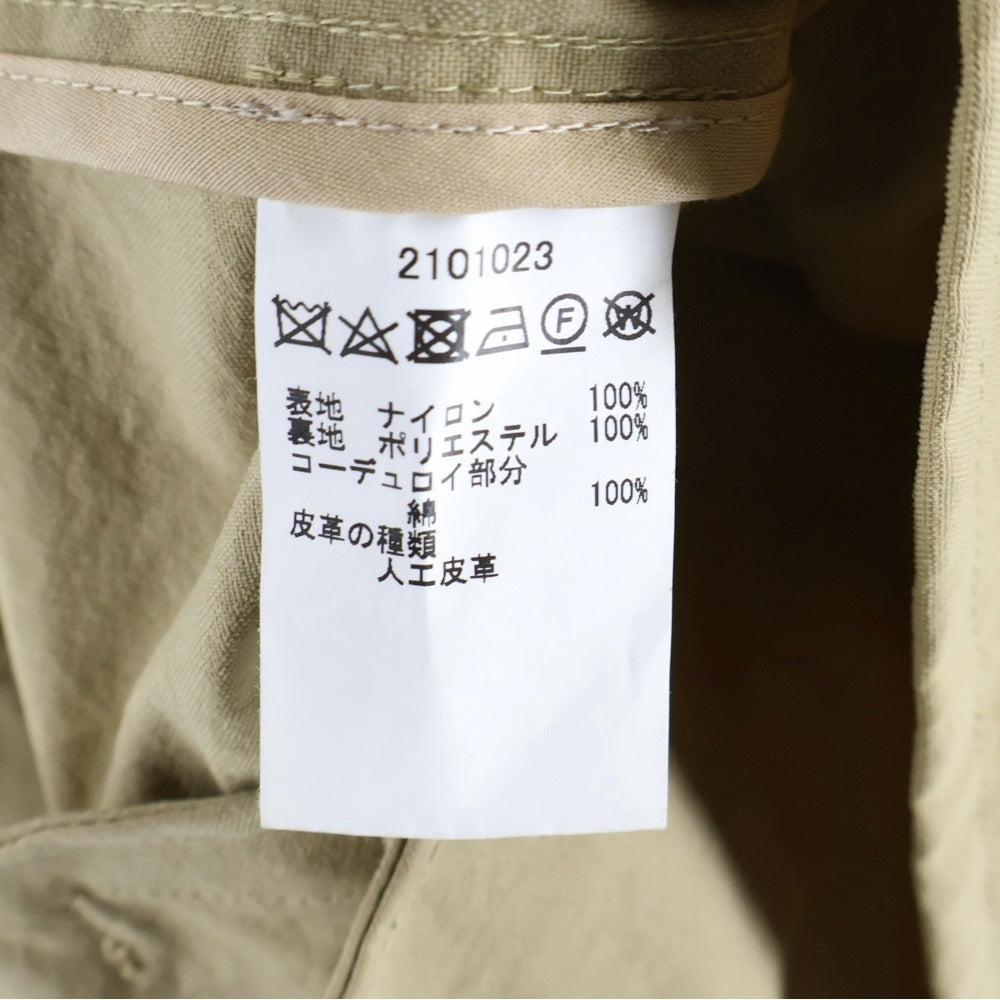 2101023
F W
表地 ナイロン 100%
裏地 ポリエステル 100%
コーデュロイ部分
綿 100%
皮革の種類
人工皮革